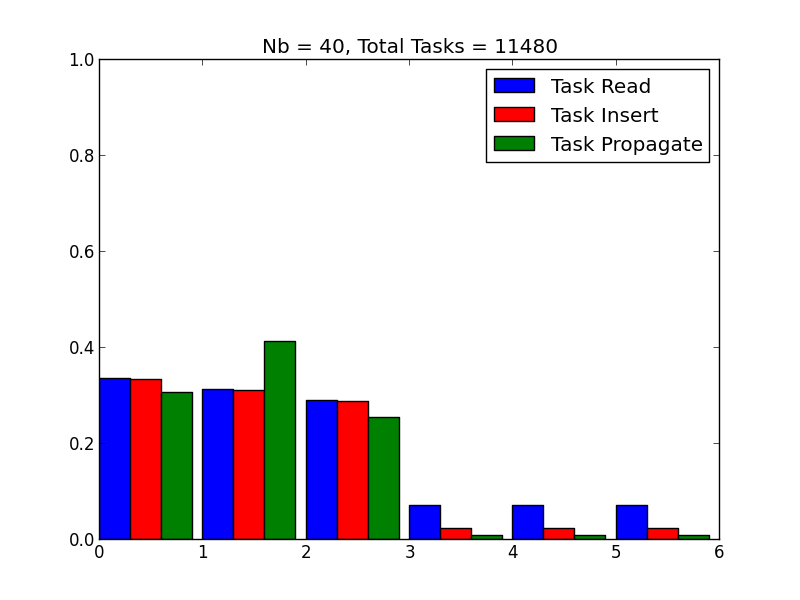 Nb = 40, Total Tasks = 11480
1.0
Task Read
Task Insert
Task Propagate
0.8
0.6
0.4
0.2
0.0
0 1 2 3 4 5 6